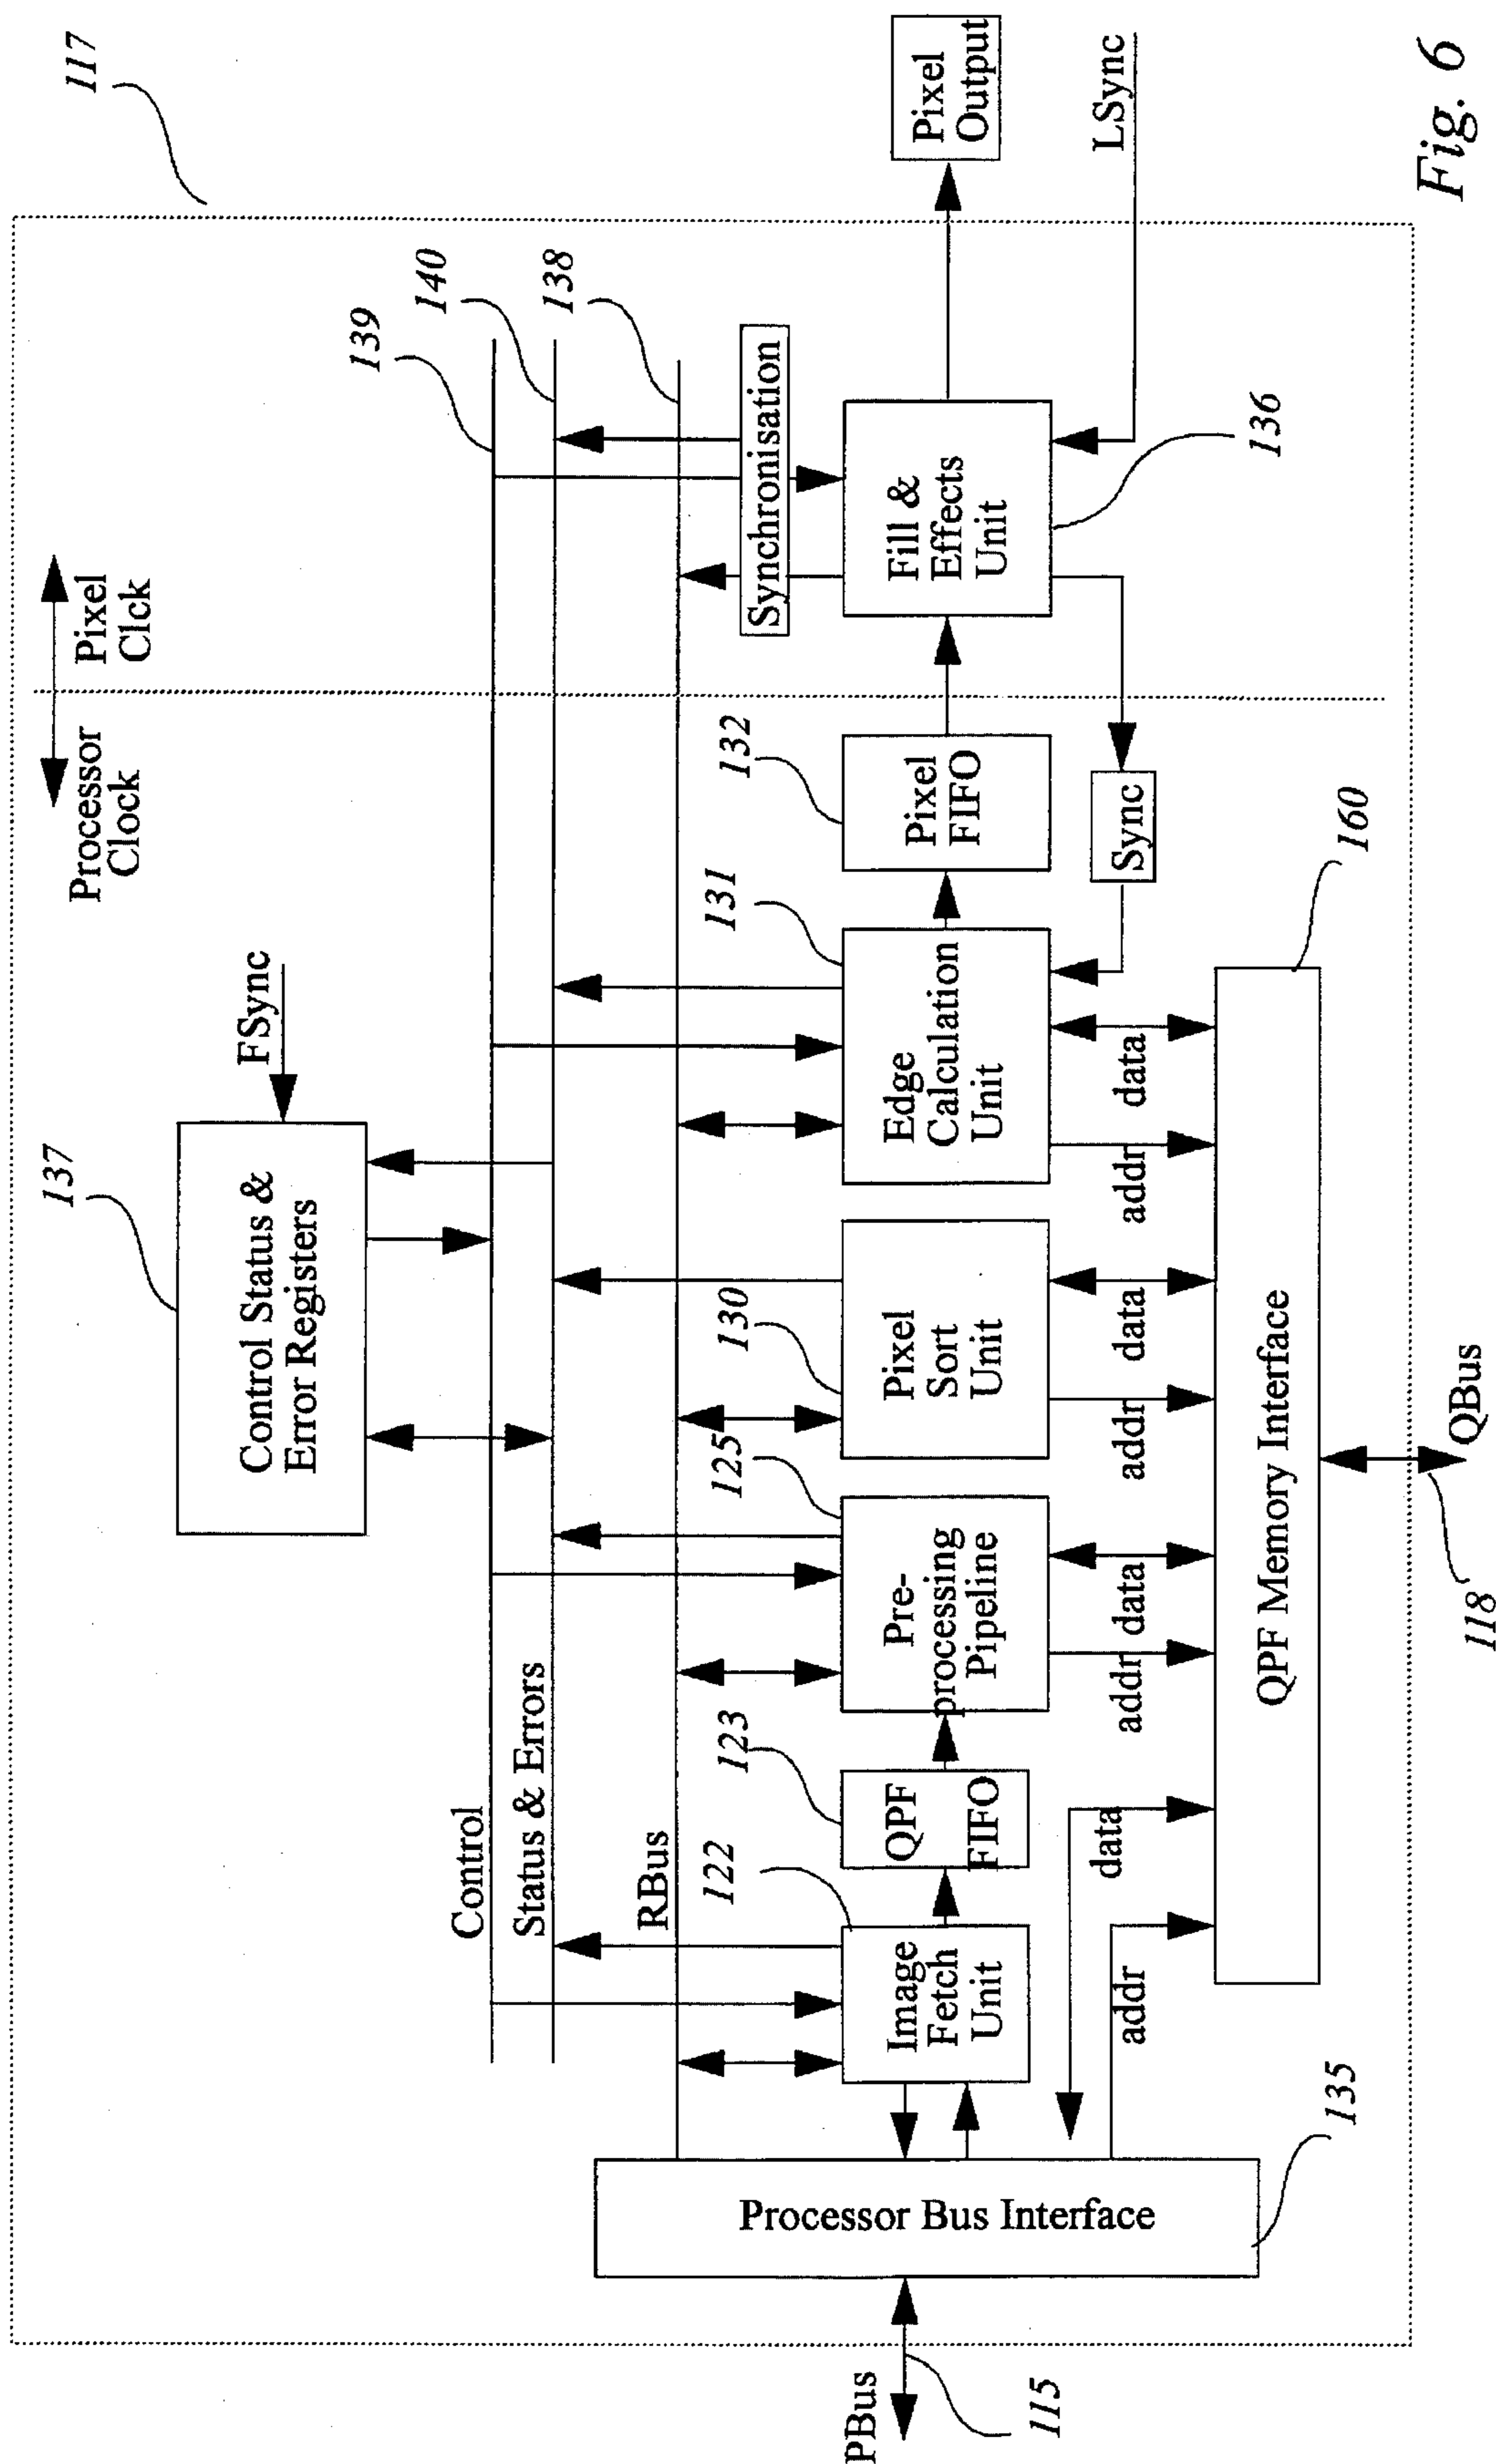 117
Processor
Clock
Pixel
Clck
137
Control Status &
Error Registers
FSync
139
140
138
Control
Status & Errors
RBus
Synchronisation
122
123
125
130
131
132
Image
Fetch
Unit
QPF
FIFO
Pre-
processing
Pipeline
Pixel
Sort
Unit
Edge
Calculation
Unit
Pixel
FIFO
Fill &
Effects
Unit
Pixel
Output
136
Sync
LSync
PBus
115
Processor Bus Interface
135
addr
data
addr
data
addr
data
addr
data
QPF Memory Interface
160
118
QBus
Fig. 6